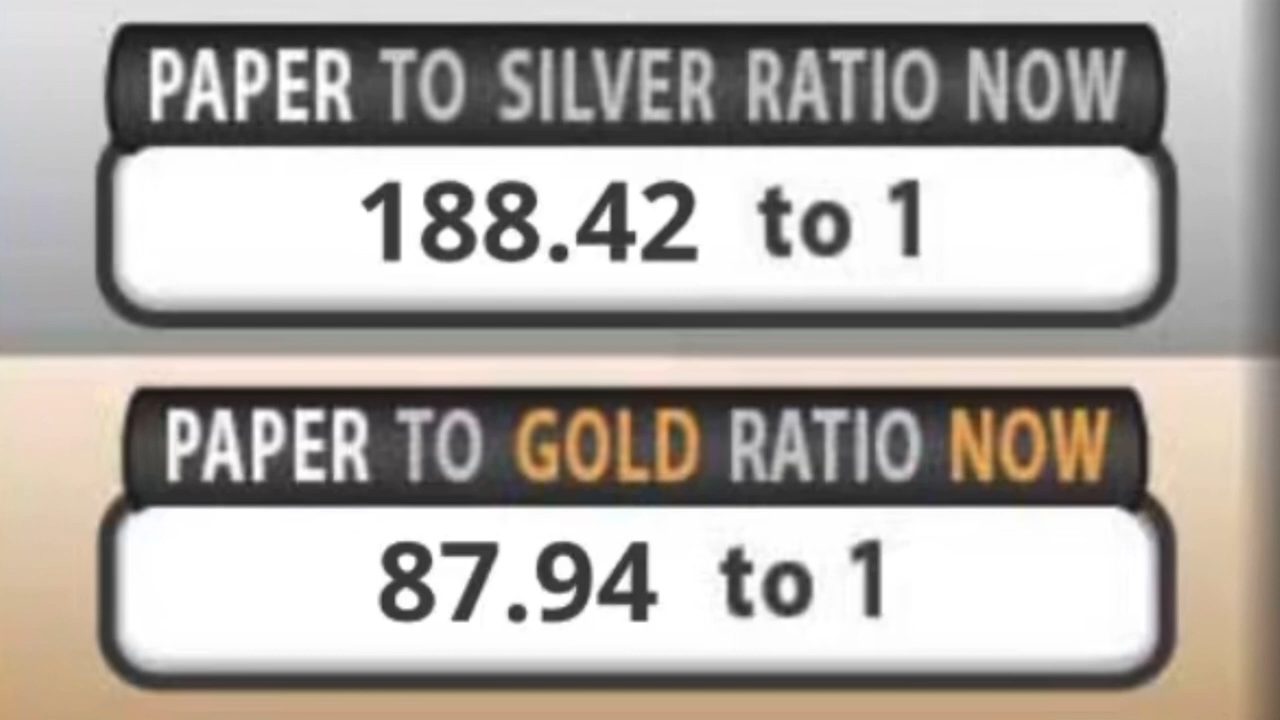 PAPER TO SILVER RATIO NOW
188.42 to 1
PAPER TO GOLD RATIO NOW
87.94 to 1